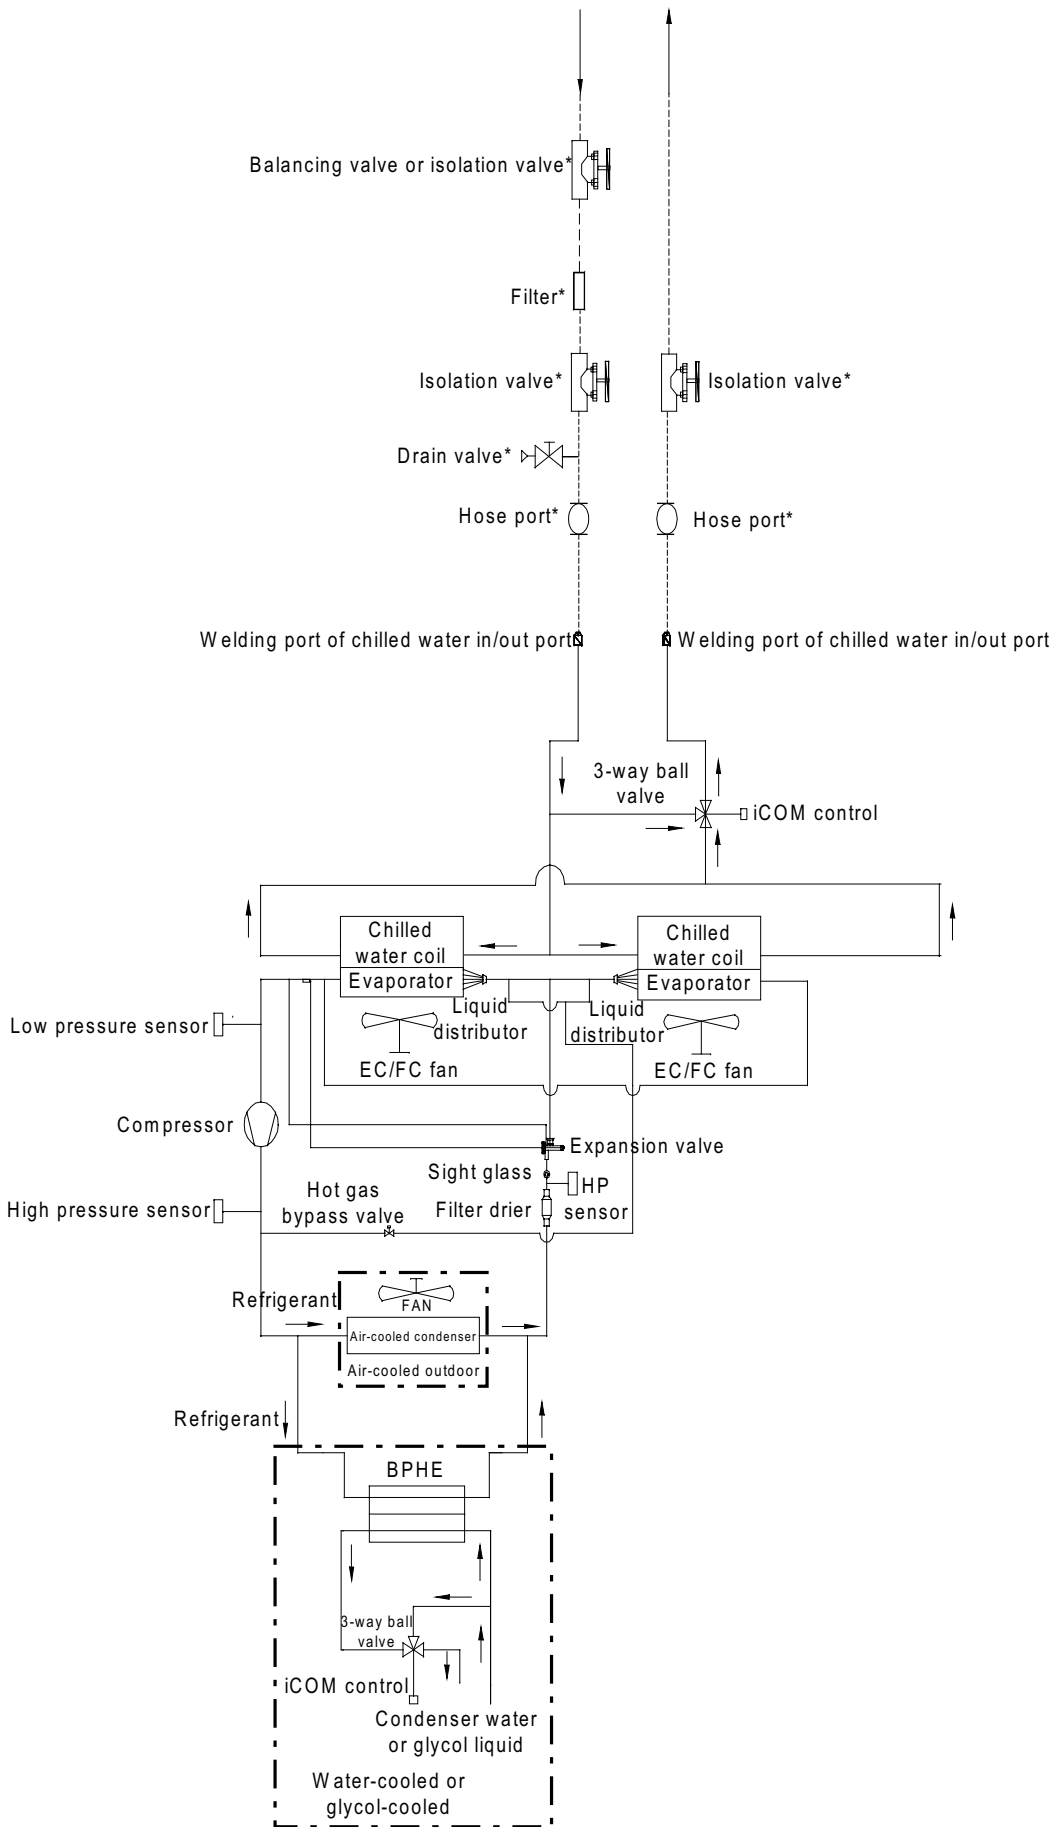 Balancing valve or isolation valve*
Filter*
Isolation valve*
Isolation valve*
Drain valve*
Hose port*
Hose port*
Welding port of chilled water in/out port
Welding port of chilled water in/out port
3-way ball
valve
iCOM control
Chilled
water coil
Evaporator
Chilled
water coil
Evaporator
Liquid
distributor
Liquid
distributor
Low pressure sensor
EC/FC fan
EC/FC fan
Compressor
Expansion valve
Sight glass
HP
sensor
Filter drier
Hot gas
bypass valve
High pressure sensor
Refrigerant
FAN
Air-cooled condenser
Air-cooled outdoor
Refrigerant
BPHE
3-way ball
valve
iCOM control
Condenser water
or glycol liquid
Water-cooled or
glycol-cooled